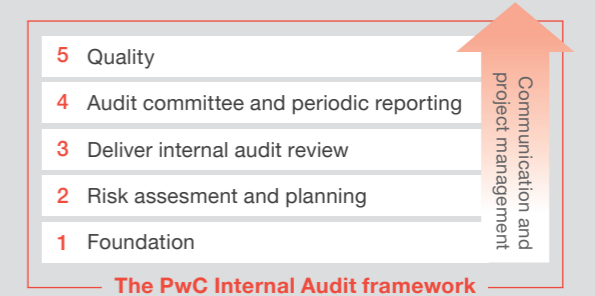 5 Quality
4 Audit committee and periodic reporting
3 Deliver internal audit review
2 Risk assesment and planning
1 Foundation
Communication and
project management
The PwC Internal Audit framework